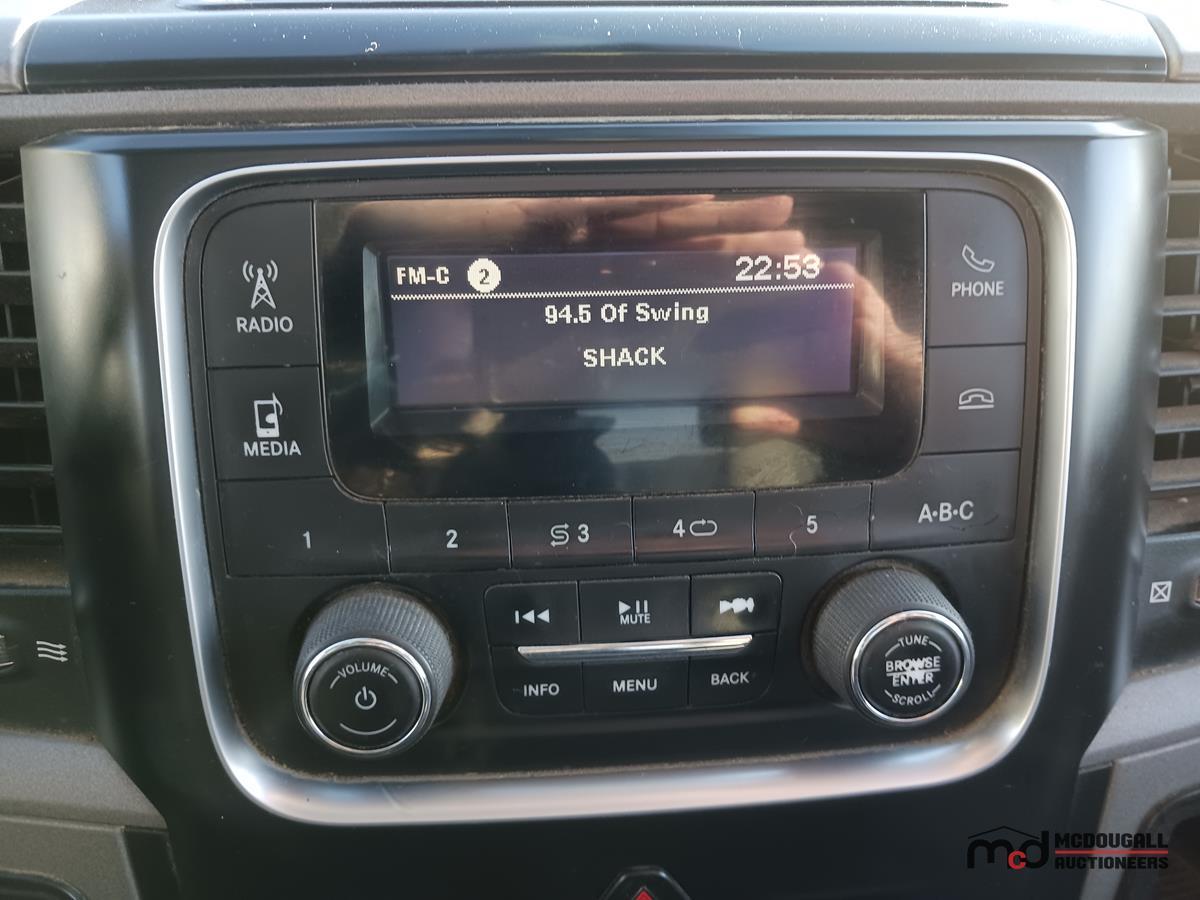 FM-C 2 22:53
94.5 Of Swing
SHACK
RADIO
PHONE
MEDIA
1 2 3 4 5 A·B·C
MUTE
VOLUME
INFO MENU BACK
TUNE
BROWSE
ENTER
SCROLL
mcd MCDOUGALL
AUCTIONEERS